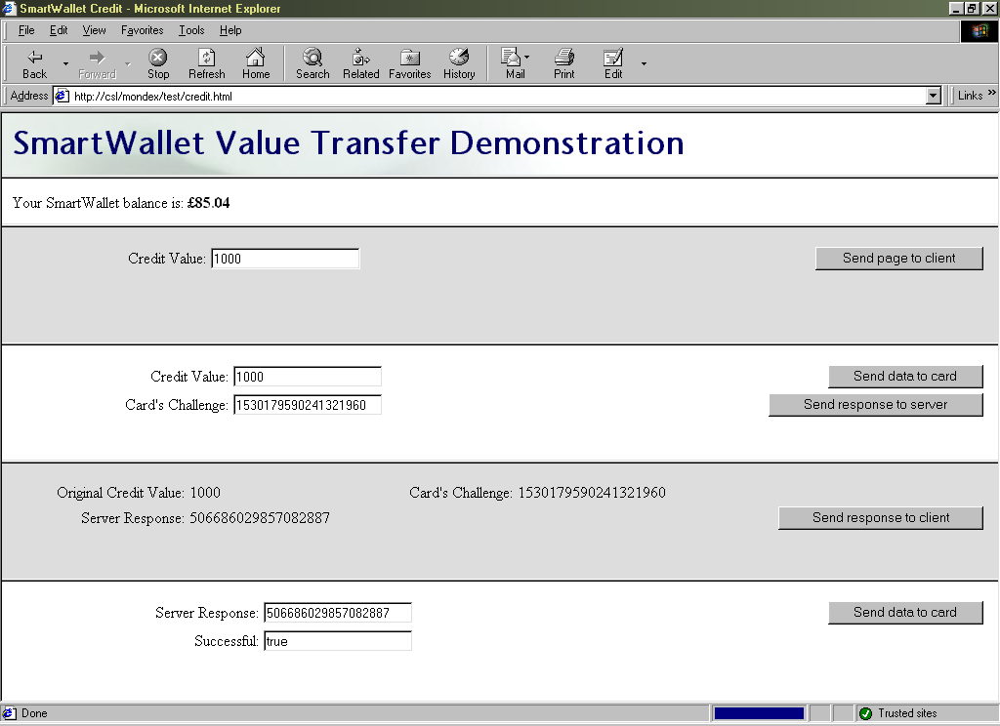 SmartWallet Credit - Microsoft Internet Explorer
File Edit View Favorites Tools Help
Back Forward Stop Refresh Home Search Related Favorites History Mail Print Edit
Address http://csl/mondex/test/credit.html Links »
SmartWallet Value Transfer Demonstration
Your SmartWallet balance is: £85.04
Credit Value: 1000 Send page to client
Credit Value: 1000 Send data to card
Card's Challenge: 1530179590241321960 Send response to server
Original Credit Value: 1000 Card's Challenge: 1530179590241321960
Server Response: 506686029857082887 Send response to client
Server Response: 506686029857082887 Send data to card
Successful: true
Done Trusted sites